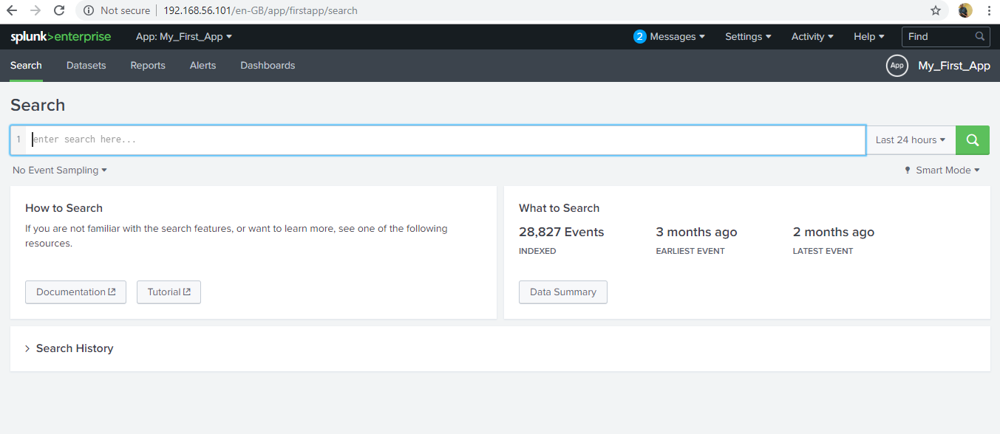 Not secure | 192.168.56.101/en-GB/app/firstapp/search
splunk>enterprise App: My_First_App 2 Messages Settings Activity Help Find
Search Datasets Reports Alerts Dashboards App My_First_App
Search
1 enter search here... Last 24 hours
No Event Sampling Smart Mode
How to Search
If you are not familiar with the search features, or want to learn more, see one of the following
resources.
Documentation Tutorial
What to Search
28,827 Events 3 months ago 2 months ago
INDEXED EARLIEST EVENT LATEST EVENT
Data Summary
Search History